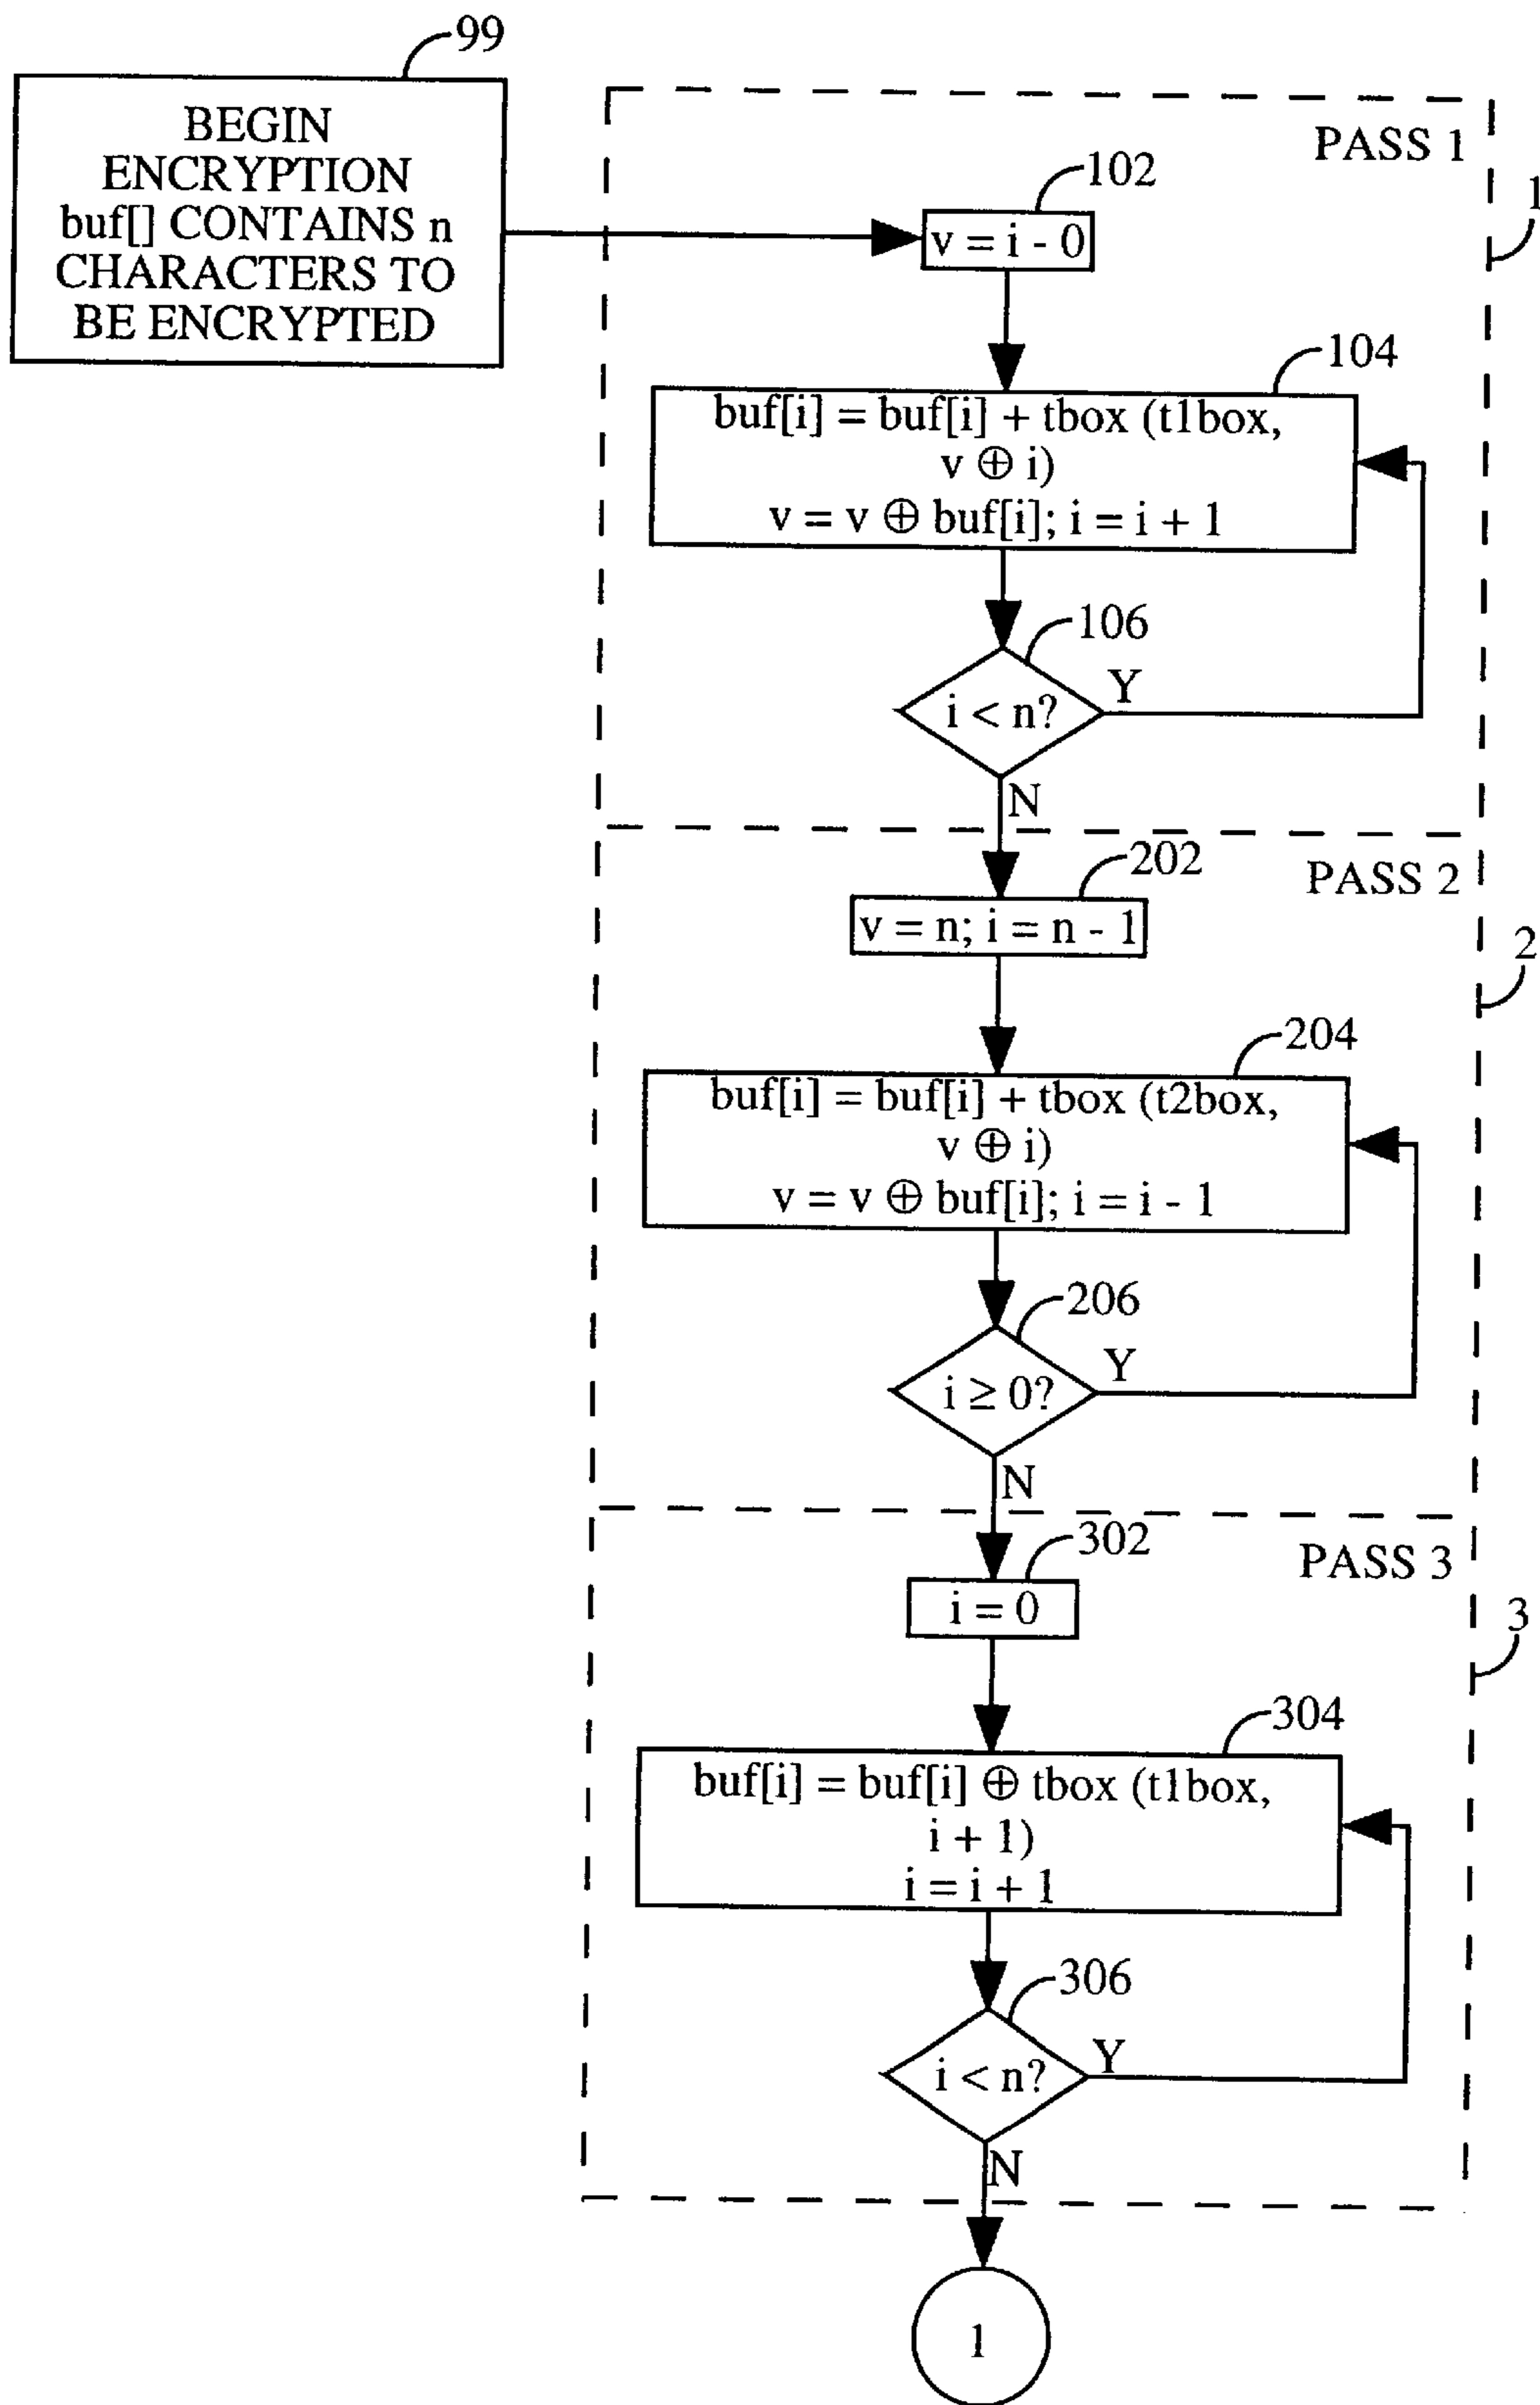 99
BEGIN
ENCRYPTION
buf[] CONTAINS n
CHARACTERS TO
BE ENCRYPTED
PASS 1
1
102
v = i - 0
104
buf[i] = buf[i] + tbox (t1box,
v ⊕ i)
v = v ⊕ buf[i]; i = i + 1
106
i < n?
Y
N
PASS 2
2
202
v = n; i = n - 1
204
buf[i] = buf[i] + tbox (t2box,
v ⊕ i)
v = v ⊕ buf[i]; i = i - 1
206
i ≥ 0?
Y
N
PASS 3
3
302
i = 0
304
buf[i] = buf[i] ⊕ tbox (t1box,
i + 1)
i = i + 1
306
i < n?
Y
N
1